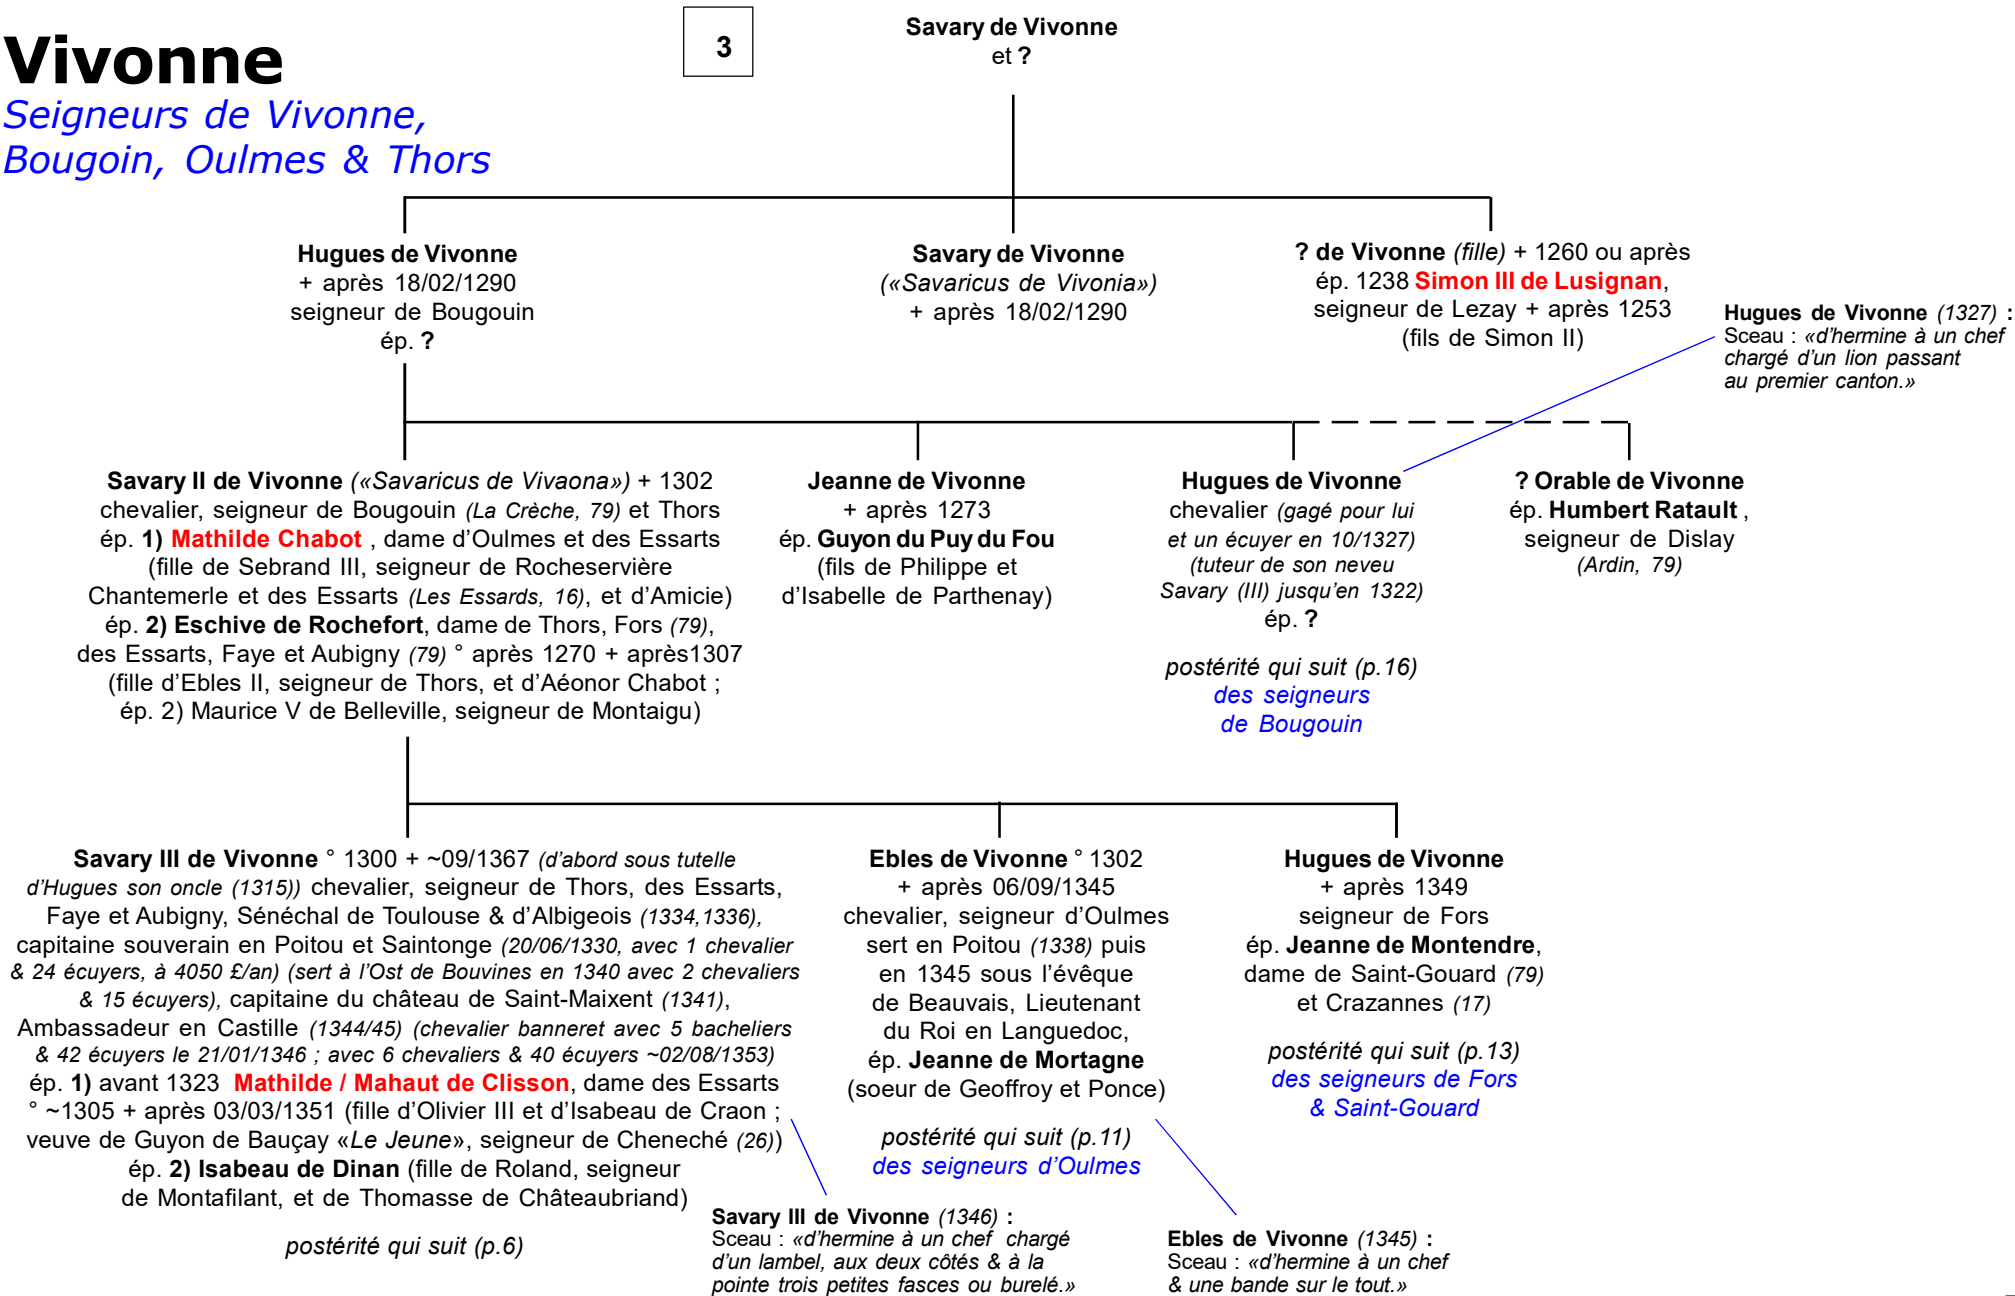 Vivonne
Seigneurs de Vivonne,
Bougoin, Oulmes & Thors
3
Savary de Vivonne
et ?
Hugues de Vivonne
+ après 18/02/1290
seigneur de Bougouin
ép. ?
Savary de Vivonne
(«Savaricus de Vivonia»)
+ après 18/02/1290
? de Vivonne (fille) + 1260 ou après
ép. 1238 Simon III de Lusignan,
seigneur de Lezay + après 1253
(fils de Simon II)
Hugues de Vivonne (1327) :
Sceau : «d'hermine à un chef
chargé d'un lion passant
au premier canton.»
Savary II de Vivonne («Savaricus de Vivaona») + 1302
chevalier, seigneur de Bougouin (La Crèche, 79) et Thors
ép. 1) Mathilde Chabot , dame d'Oulmes et des Essarts
(fille de Sebrand III, seigneur de Rocheservière
Chantemerle et des Essarts (Les Essards, 16), et d'Amicie)
ép. 2) Eschive de Rochefort, dame de Thors, Fors (79),
des Essarts, Faye et Aubigny (79) ° après 1270 + après1307
(fille d'Ebles II, seigneur de Thors, et d'Aéonor Chabot ;
ép. 2) Maurice V de Belleville, seigneur de Montaigu)
Jeanne de Vivonne
+ après 1273
ép. Guyon du Puy du Fou
(fils de Philippe et
d'Isabelle de Parthenay)
Hugues de Vivonne
chevalier (gagé pour lui
et un écuyer en 10/1327)
(tuteur de son neveu
Savary (III) jusqu'en 1322)
ép. ?
postérité qui suit (p.16)
des seigneurs
de Bougouin
? Orable de Vivonne
ép. Humbert Ratault ,
seigneur de Dislay
(Ardin, 79)
Savary III de Vivonne ° 1300 + ~09/1367 (d'abord sous tutelle
d'Hugues son oncle (1315)) chevalier, seigneur de Thors, des Essarts,
Faye et Aubigny, Sénéchal de Toulouse & d'Albigeois (1334,1336),
capitaine souverain en Poitou et Saintonge (20/06/1330, avec 1 chevalier
& 24 écuyers, à 4050 £/an) (sert à l'Ost de Bouvines en 1340 avec 2 chevaliers
& 15 écuyers), capitaine du château de Saint-Maixent (1341),
Ambassadeur en Castille (1344/45) (chevalier banneret avec 5 bacheliers
& 42 écuyers le 21/01/1346 ; avec 6 chevaliers & 40 écuyers ~02/08/1353)
ép. 1) avant 1323 Mathilde / Mahaut de Clisson, dame des Essarts
° ~1305 + après 03/03/1351 (fille d'Olivier III et d'Isabeau de Craon ;
veuve de Guyon de Bauçay «Le Jeune», seigneur de Cheneché (26))
ép. 2) Isabeau de Dinan (fille de Roland, seigneur
de Montafilant, et de Thomasse de Châteaubriand)
postérité qui suit (p.6)
Ebles de Vivonne ° 1302
+ après 06/09/1345
chevalier, seigneur d'Oulmes
sert en Poitou (1338) puis
en 1345 sous l'évêque
de Beauvais, Lieutenant
du Roi en Languedoc,
ép. Jeanne de Mortagne
(soeur de Geoffroy et Ponce)
postérité qui suit (p.11)
des seigneurs d'Oulmes
Hugues de Vivonne
+ après 1349
seigneur de Fors
ép. Jeanne de Montendre,
dame de Saint-Gouard (79)
et Crazannes (17)
postérité qui suit (p.13)
des seigneurs de Fors
& Saint-Gouard
Savary III de Vivonne (1346) :
Sceau : «d'hermine à un chef chargé
d'un lambel, aux deux côtés & à la
pointe trois petites fasces ou burelé.»
Ebles de Vivonne (1345) :
Sceau : «d'hermine à un chef
& une bande sur le tout.»